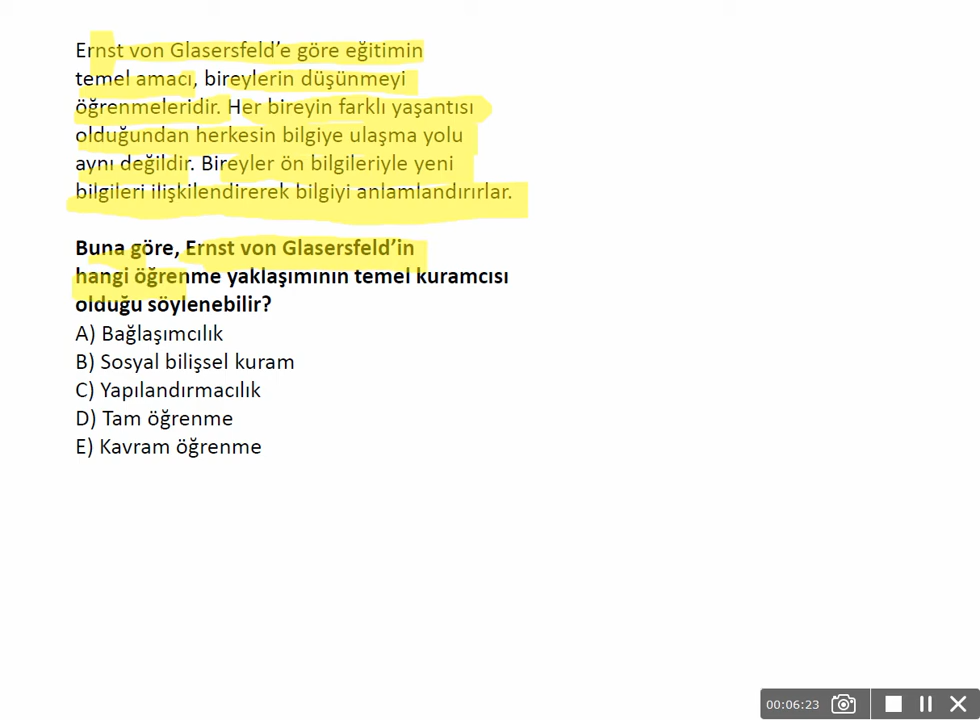 Ernst von Glasersfeld’e göre eğitimin
temel amacı, bireylerin düşünmeyi
öğrenmeleridir. Her bireyin farklı yaşantısı
olduğundan herkesin bilgiye ulaşma yolu
aynı değildir. Bireyler ön bilgileriyle yeni
bilgileri ilişkilendirerek bilgiyi anlamlandırırlar.
Buna göre, Ernst von Glasersfeld’in
hangi öğrenme yaklaşımının temel kuramcısı
olduğu söylenebilir?
A) Bağlaşımcılık
B) Sosyal bilişsel kuram
C) Yapılandırmacılık
D) Tam öğrenme
E) Kavram öğrenme
00:06:23